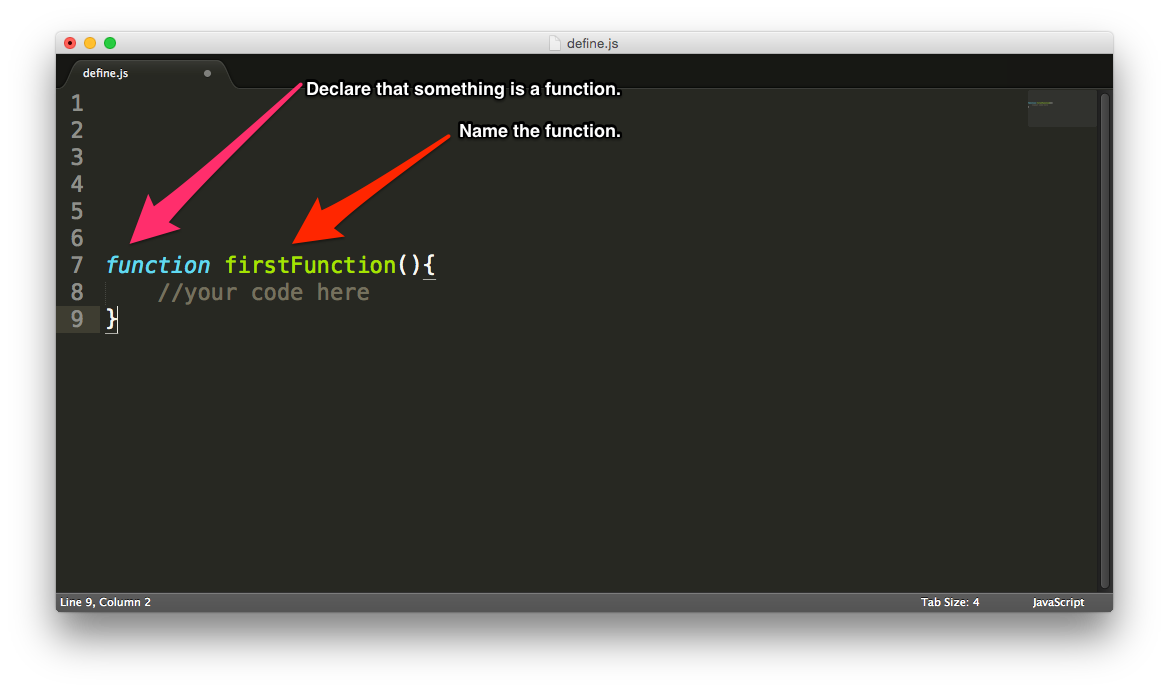 define.js
define.js
Declare that something is a function.
Name the function.
1
2
3
4
5
6
7 function firstFunction(){
8     //your code here
9 }
Line 9, Column 2
Tab Size: 4
JavaScript